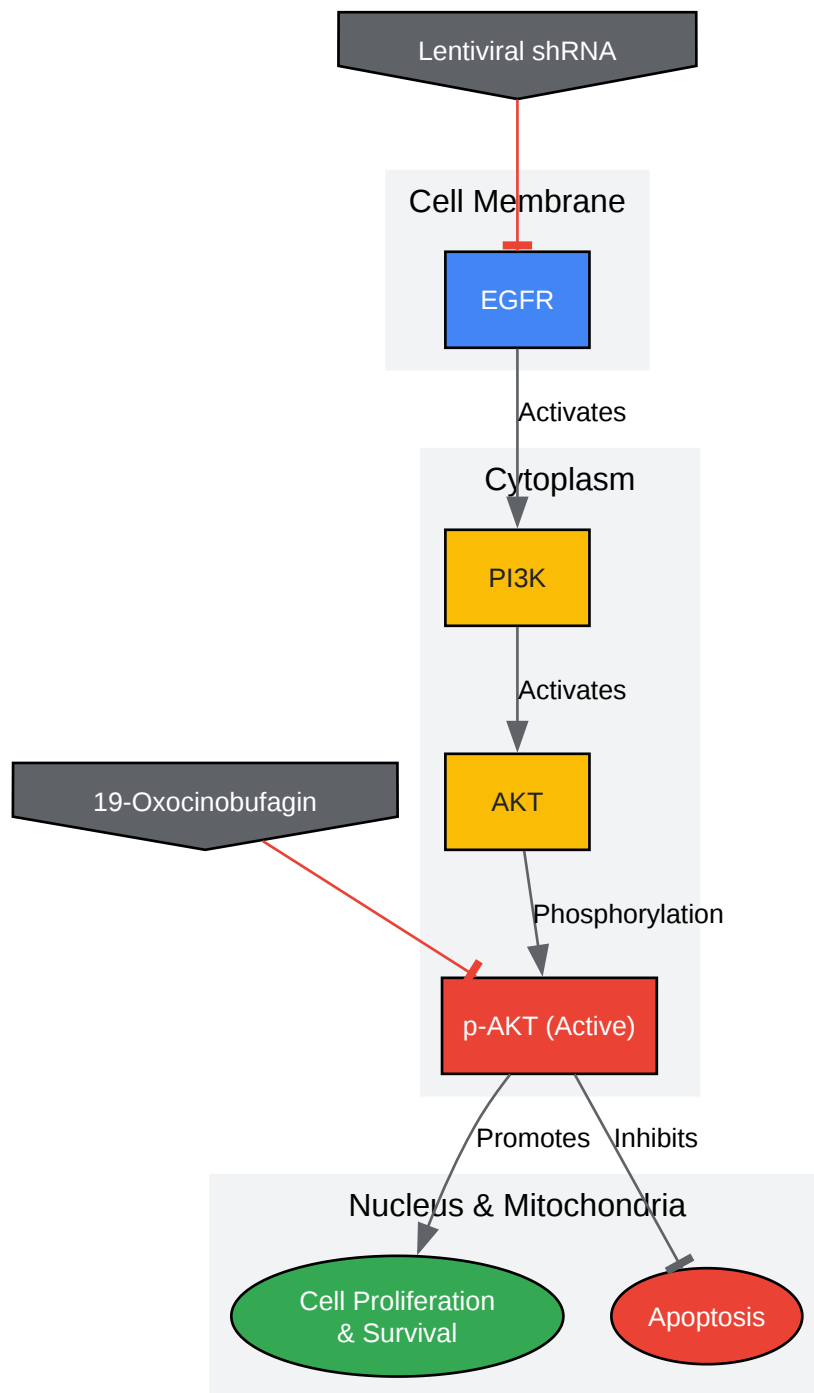 Lentiviral shRNA
Cell Membrane
EGFR
Activates
Cytoplasm
PI3K
Activates
19-Oxocinobufagin
AKT
Phosphorylation
p-AKT (Active)
Promotes
Inhibits
Nucleus & Mitochondria
Cell Proliferation
& Survival
Apoptosis